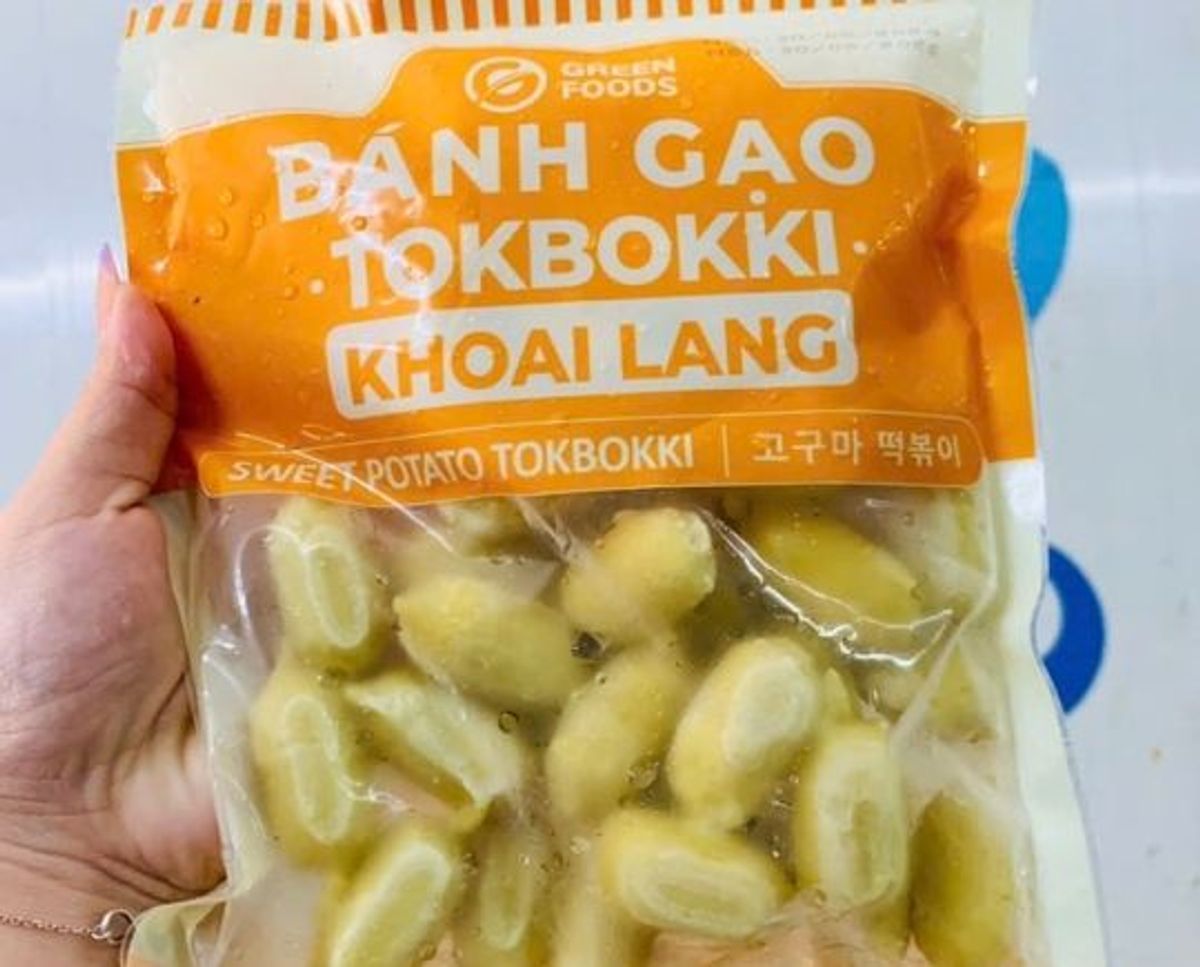 GREEN
FOODS
BÁNH GẠO
TOKBOKKI
KHOAI LANG
SWEET POTATO TOKBOKKI
고구마 떡볶이